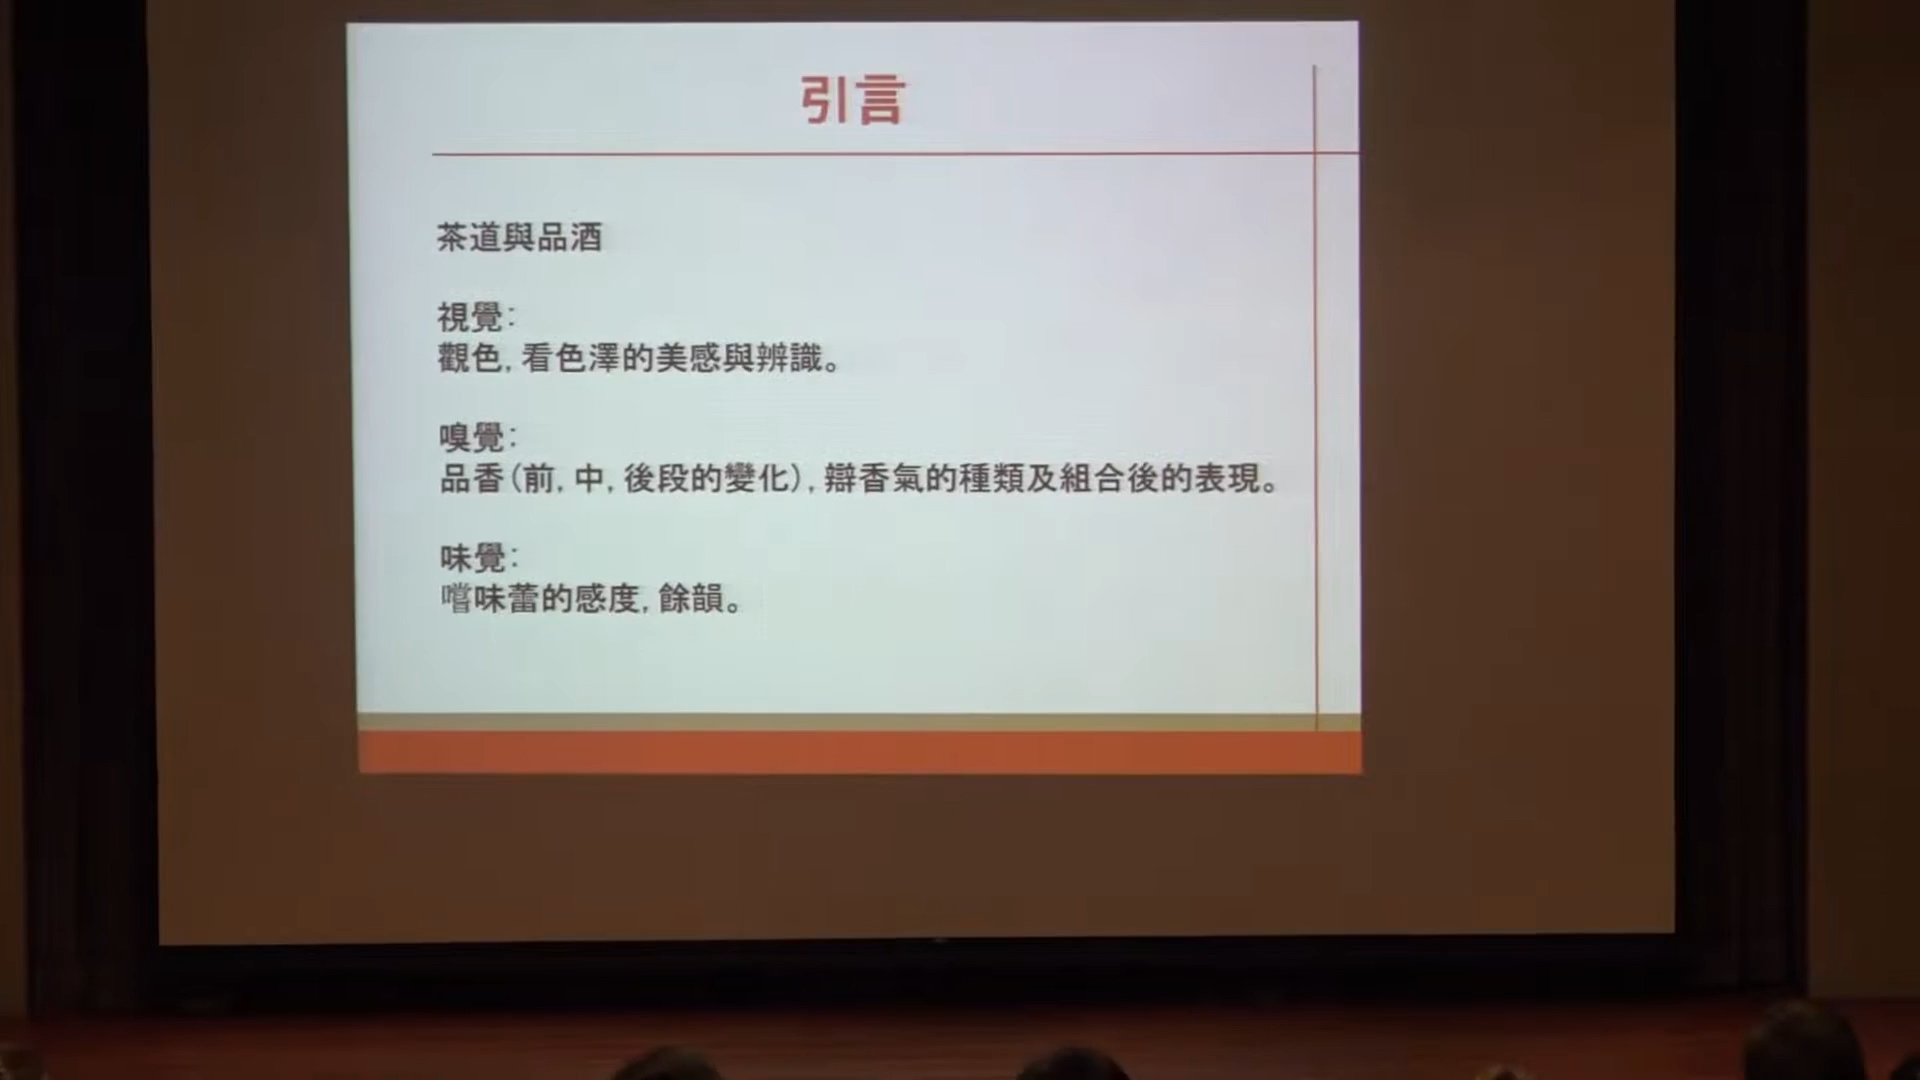 引言
茶道與品酒
視覺：
觀色, 看色澤的美感與辨識。
嗅覺：
品香(前, 中, 後段的變化), 辯香氣的種類及組合後的表現。
味覺：
嚐味蕾的感度, 餘韻。